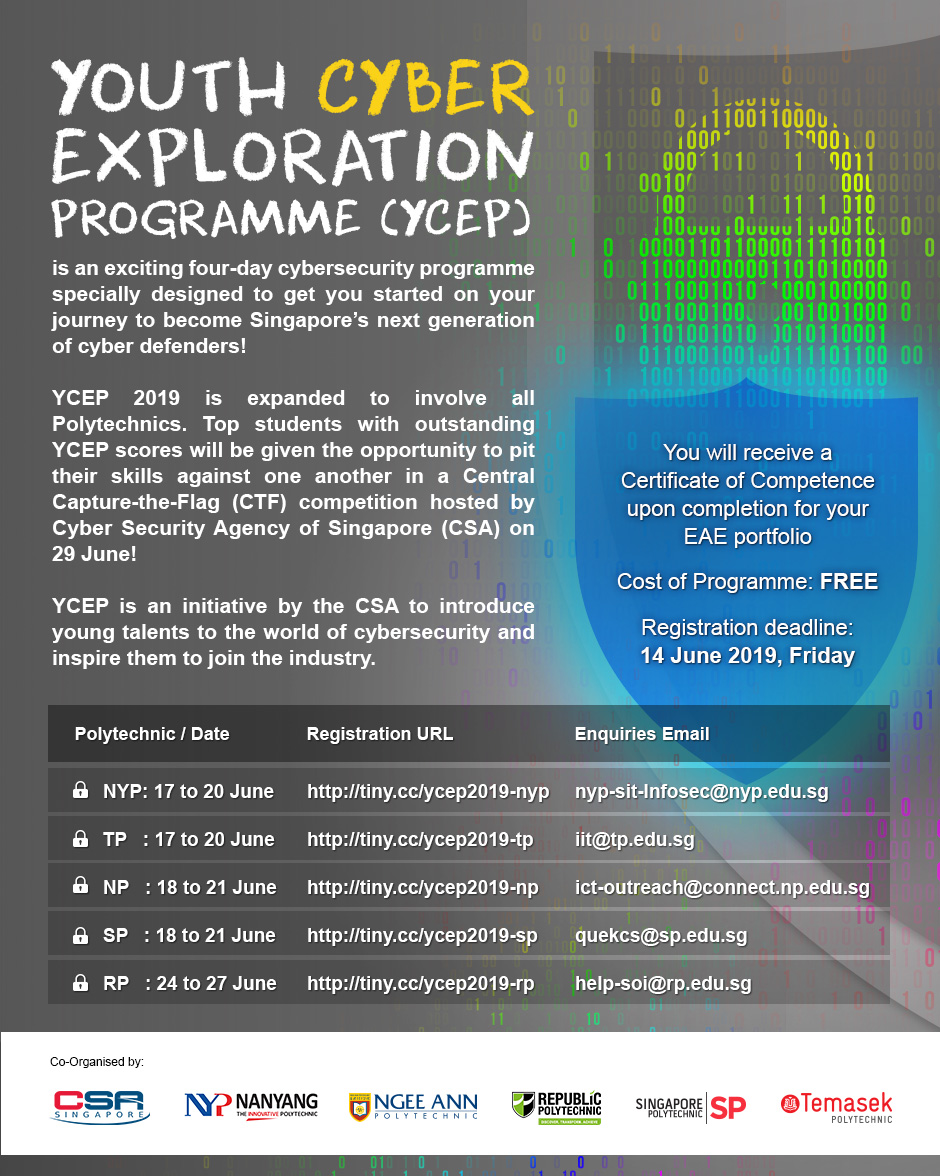 YOUTH CYBER
EXPLORATION
PROGRAMME (YCEP)
is an exciting four-day cybersecurity programme
specially designed to get you started on your
journey to become Singapore's next generation
of cyber defenders!
YCEP 2019 is expanded to involve all
Polytechnics. Top students with outstanding
YCEP scores will be given the opportunity to pit
their skills against one another in a Central
Capture-the-Flag (CTF) competition hosted by
Cyber Security Agency of Singapore (CSA) on
29 June!
YCEP is an initiative by the CSA to introduce
young talents to the world of cybersecurity and
inspire them to join the industry.
You will receive a
Certificate of Competence
upon completion for your
EAE portfolio
Cost of Programme: FREE
Registration deadline:
14 June 2019, Friday
Polytechnic / Date Registration URL Enquiries Email
NYP: 17 to 20 June http://tiny.cc/ycep2019-nyp nyp-sit-Infosec@nyp.edu.sg
TP : 17 to 20 June http://tiny.cc/ycep2019-tp iit@tp.edu.sg
NP : 18 to 21 June http://tiny.cc/ycep2019-np ict-outreach@connect.np.edu.sg
SP : 18 to 21 June http://tiny.cc/ycep2019-sp quekcs@sp.edu.sg
RP : 24 to 27 June http://tiny.cc/ycep2019-rp help-soi@rp.edu.sg
Co-Organised by:
CSA
SINGAPORE
NYP NANYANG
THE INNOVATIVE POLYTECHNIC
NGEE ANN
POLYTECHNIC
REPUBLIC
POLYTECHNIC
DISCOVER. TRANSFORM. ACHIEVE
SINGAPORE
POLYTECHNIC SP
Temasek
POLYTECHNIC